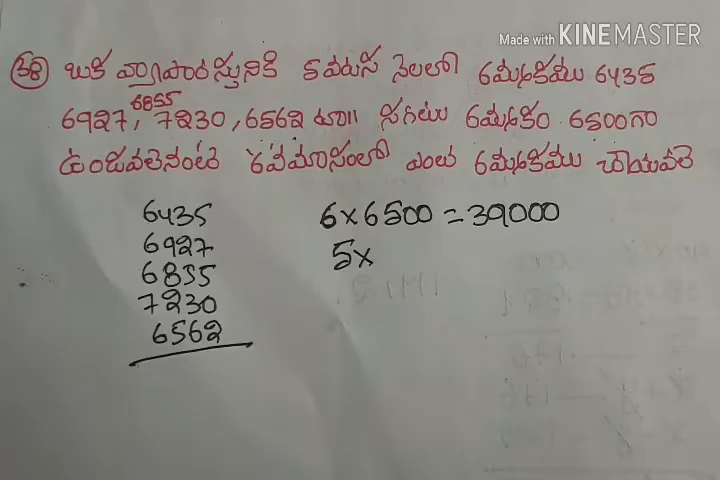 Made with KINEMASTER
38 ఒక వ్యాపారస్తునికి 5 వరుస నెలలో అమ్మకము 6435
6927, 6855 7230, 6562 రూ॥ సగటు అమ్మకం 6500గా
ఉండవలెనంటె 6వమాసంలో ఎంత అమ్మకము చేయవలె
6435
6927
6855
7230
6562
6×6500 = 39000
5×